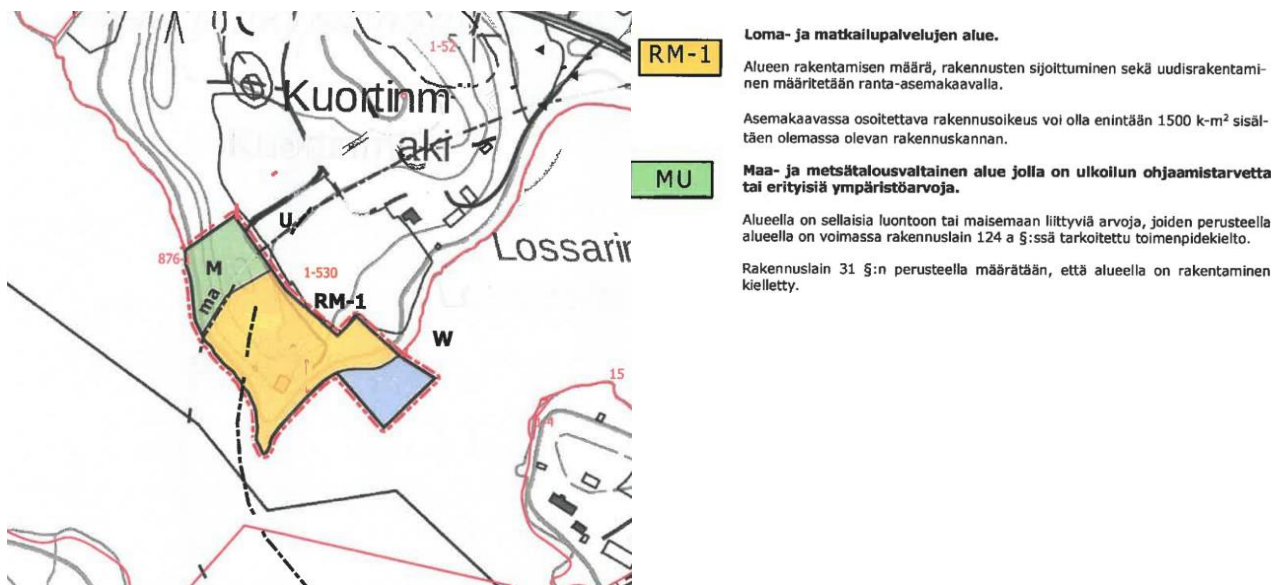 1-52
Kuortinm
aki
U
Lossarin
876-
M
1-530
ma
RM-1
W
15
RM-1
Loma- ja matkailupalvelujen alue.
Alueen rakentamisen määrä, rakennusten sijoittuminen sekä uudisrakentami-
nen määritetään ranta-asemakaavalla.
Asemakaavassa osoitettava rakennusoikeus voi olla enintään 1500 k-m² sisäl-
täen olemassa olevan rakennuskannan.
MU
Maa- ja metsätalousvaltainen alue jolla on ulkoilun ohjaamistarvetta
tai erityisiä ympäristöarvoja.
Alueella on sellaisia luontoon tai maisemaan liittyviä arvoja, joiden perusteella
alueella on voimassa rakennuslain 124 a §:ssä tarkoitettu toimenpidekielto.
Rakennuslain 31 §:n perusteella määrätään, että alueella on rakentaminen
kielletty.